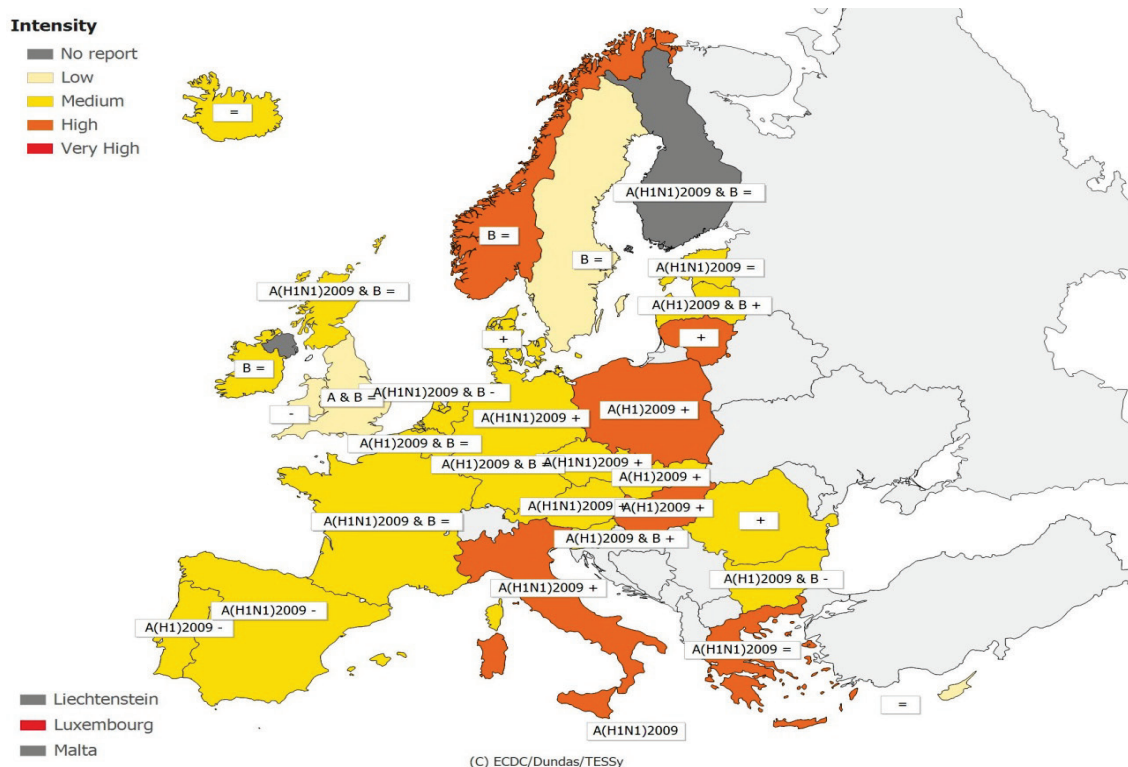 Intensity
No report
Low
Medium
High
Very High
=
A(H1N1)2009 & B =
B =
B =
A(H1N1)2009 =
A(H1N1)2009 & B =
A(H1)2009 & B +
+
+
B =
A(H1N1)2009 & B -
A & B =
-
A(H1)2009 +
A(H1N1)2009 +
A(H1)2009 & B =
A(H1)2009 & B =
A(H1N1)2009 +
A(H1)2009 +
A(H1N1)2009 +
A(H1)2009 +
A(H1N1)2009 & B =
+
A(H1)2009 & B +
A(H1)2009 & B -
A(H1N1)2009 +
A(H1N1)2009 -
A(H1)2009 -
A(H1N1)2009 =
=
A(H1N1)2009
Liechtenstein
Luxembourg
Malta
(C) ECDC/Dundas/TESSy